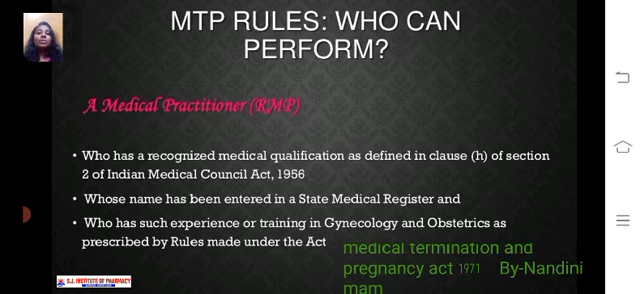 MTP RULES: WHO CAN
PERFORM?
A Medical Practitioner (RMP)
• Who has a recognized medical qualification as defined in clause (h) of section
2 of Indian Medical Council Act, 1956
• Whose name has been entered in a State Medical Register and
• Who has such experience or training in Gynecology and Obstetrics as
prescribed by Rules made under the Act
medical termination and
pregnancy act 1971 By-Nandini
mam
S.J. INSTITUTE OF PHARMACY